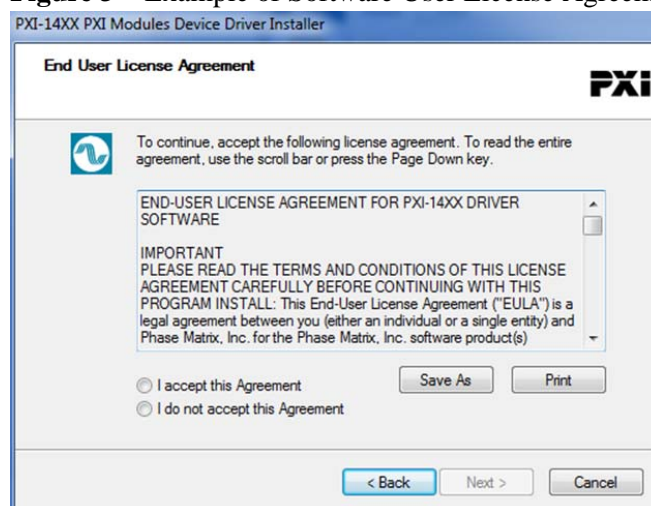 Figure 3 Example of Software User License Agreem
PXI-14XX PXI Modules Device Driver Installer
End User License Agreement
PXI
To continue, accept the following license agreement. To read the entire
agreement, use the scroll bar or press the Page Down key.
END-USER LICENSE AGREEMENT FOR PXI-14XX DRIVER
SOFTWARE
IMPORTANT
PLEASE READ THE TERMS AND CONDITIONS OF THIS LICENSE
AGREEMENT CAREFULLY BEFORE CONTINUING WITH THIS
PROGRAM INSTALL: This End-User License Agreement ("EULA") is a
legal agreement between you (either an individual or a single entity) and
Phase Matrix, Inc. for the Phase Matrix, Inc. software product(s)
I accept this Agreement
Save As
Print
I do not accept this Agreement
< Back
Next >
Cancel